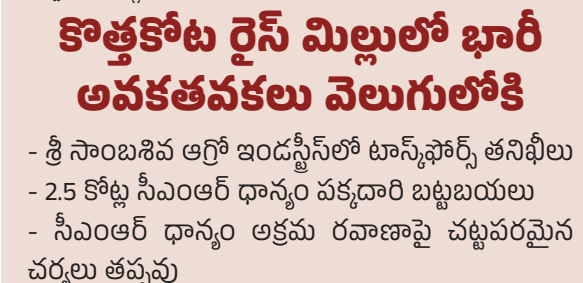 కొత్తకోట రైస్ మిల్లులో భారీ
అవకతవకలు వెలుగులోకి
- శ్రీ సాంబశివ ఆగ్రో ఇండస్ట్రీస్‌లో టాస్క్‌ఫోర్స్ తనిఖీలు
- 2.5 కోట్ల సీఎంఆర్ ధాన్యం పక్కదారి బట్టబయలు
- సీఎంఆర్ ధాన్యం అక్రమ రవాణాపై చట్టపరమైన
చర్యలు తప్పవు